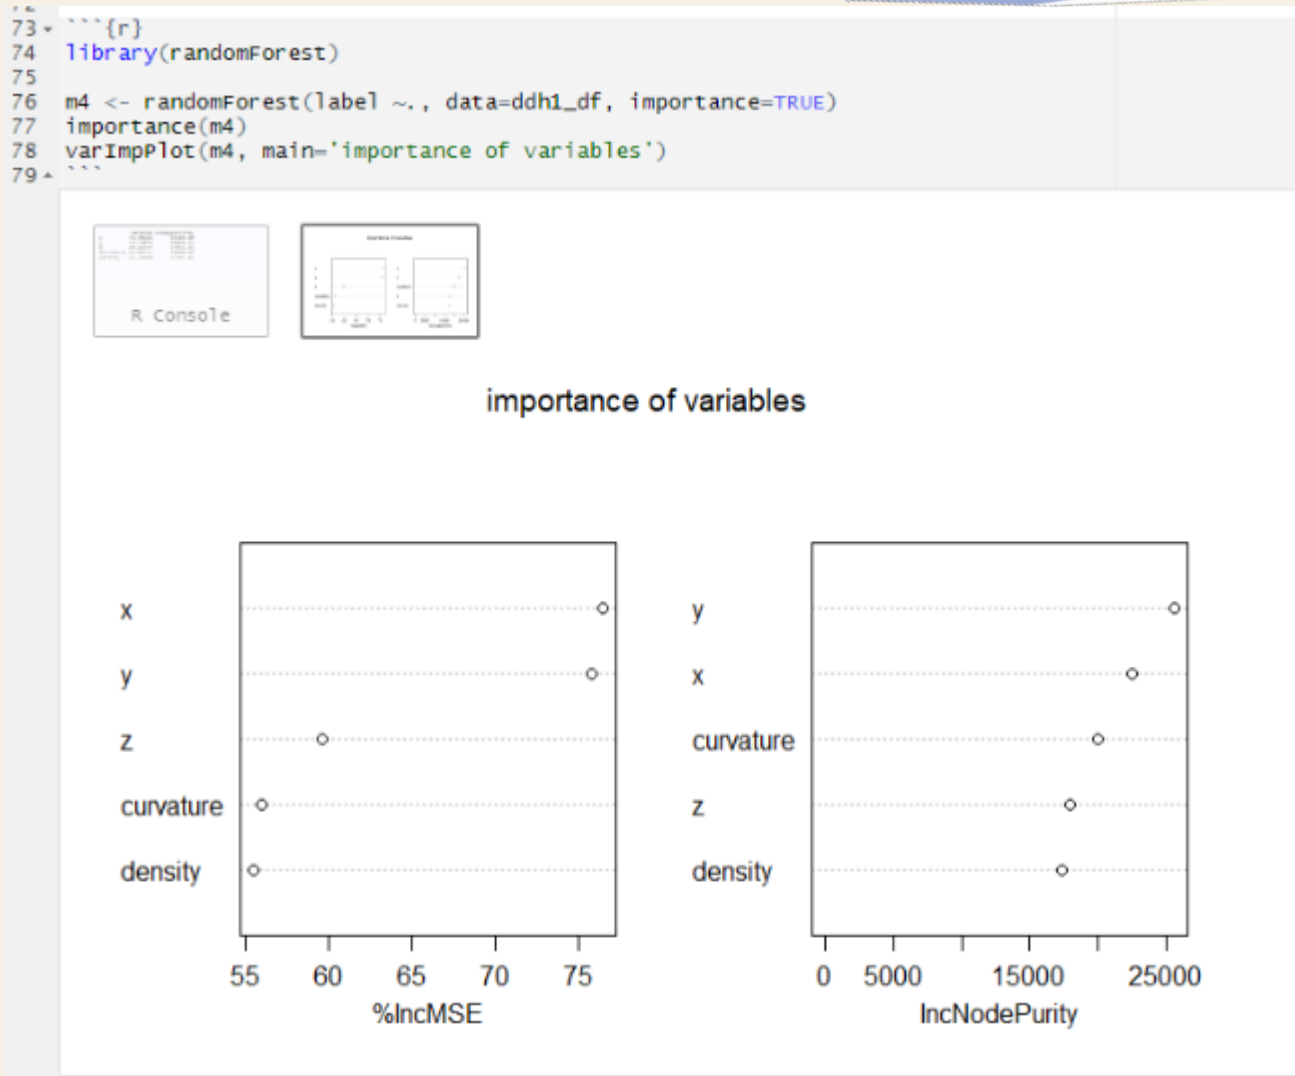 73 ```{r}
74 library(randomForest)
75
76 m4 <- randomForest(label ~., data=ddh1_df, importance=TRUE)
77 importance(m4)
78 varImpPlot(m4, main='importance of variables')
79 ```
R Console
importance of variables
x
y
z
curvature
density
55 60 65 70 75
%IncMSE
y
x
curvature
z
density
0 5000 15000 25000
IncNodePurity